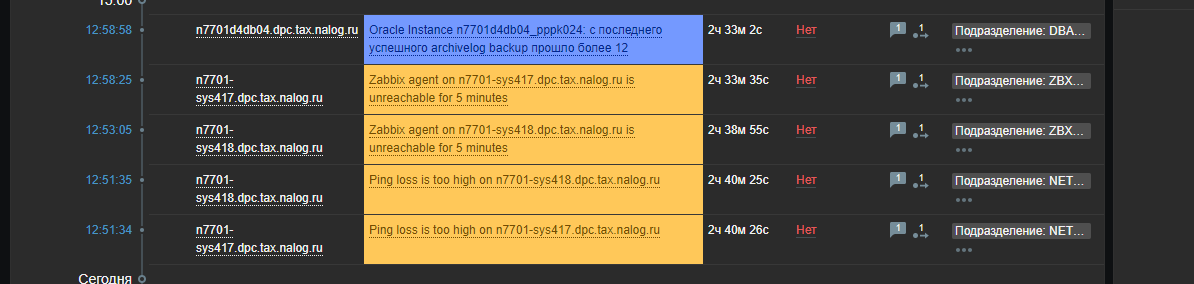 15:00
12:58:58 n7701d4db04.dpc.tax.nalog.ru Oracle Instance n7701d4db04_pppk024: с последнего 2ч 33м 2с Нет 1 1 Подразделение: DBA...
успешного archivelog backup прошло более 12
12:58:25 n7701- Zabbix agent on n7701-sys417.dpc.tax.nalog.ru is 2ч 33м 35с Нет 1 1 Подразделение: ZBX...
sys417.dpc.tax.nalog.ru unreachable for 5 minutes
12:53:05 n7701- Zabbix agent on n7701-sys418.dpc.tax.nalog.ru is 2ч 38м 55с Нет 1 1 Подразделение: ZBX...
sys418.dpc.tax.nalog.ru unreachable for 5 minutes
12:51:35 n7701- Ping loss is too high on n7701-sys418.dpc.tax.nalog.ru 2ч 40м 25с Нет 1 1 Подразделение: NET...
sys418.dpc.tax.nalog.ru
12:51:34 n7701- Ping loss is too high on n7701-sys417.dpc.tax.nalog.ru 2ч 40м 26с Нет 1 1 Подразделение: NET...
sys417.dpc.tax.nalog.ru
Сегодня